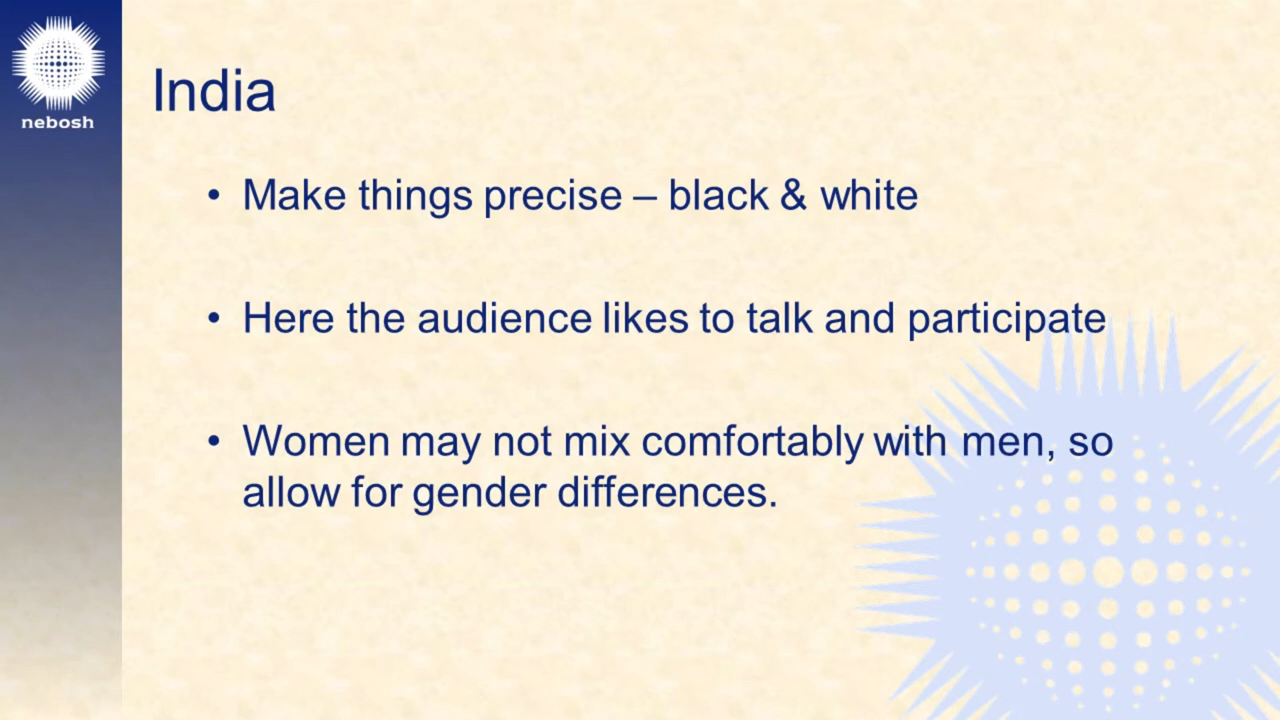 nebosh
India
• Make things precise – black & white
• Here the audience likes to talk and participate
• Women may not mix comfortably with men, so
allow for gender differences.